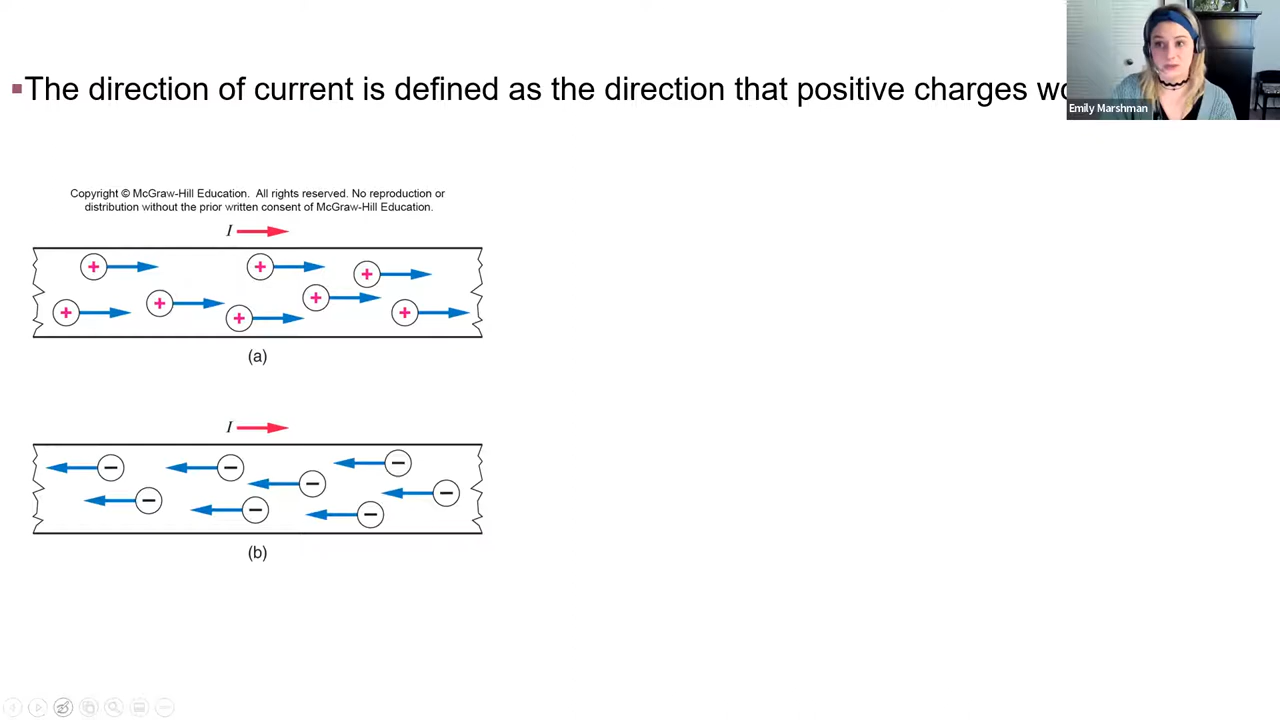 ▪The direction of current is defined as the direction that positive charges
Emily Marshman
Copyright © McGraw-Hill Education. All rights reserved. No reproduction or
distribution without the prior written consent of McGraw-Hill Education.
I
+ + + + + + + +
(a)
I
− − − − − − − −
(b)